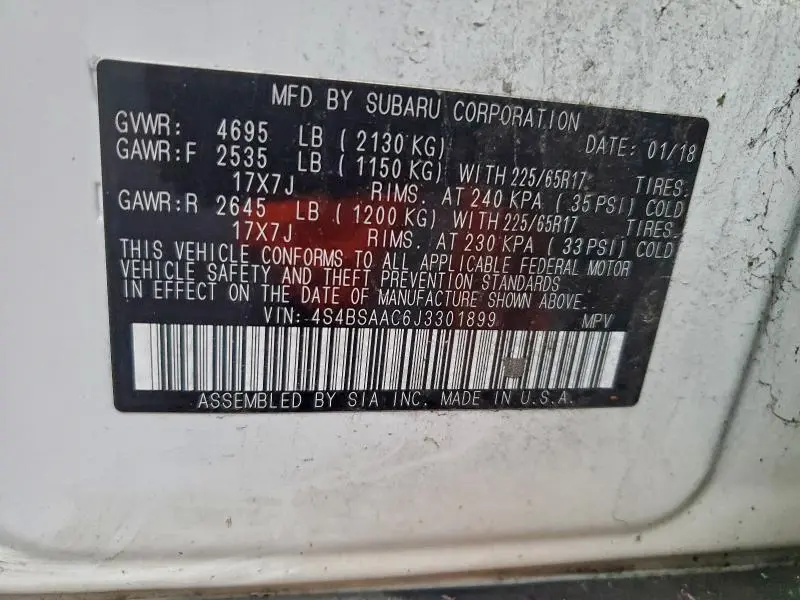 MFD BY SUBARU CORPORATION
GVWR: 4695 LB ( 2130 KG) DATE: 01/18
GAWR:F 2535 LB ( 1150 KG) WITH 225/65R17 TIRES:
17X7J RIMS. AT 240 KPA ( 35 PSI) COLD
GAWR:R 2645 LB ( 1200 KG) WITH 225/65R17 TIRES:
17X7J RIMS. AT 230 KPA ( 33 PSI) COLD
THIS VEHICLE CONFORMS TO ALL APPLICABLE FEDERAL MOTOR
VEHICLE SAFETY AND THEFT PREVENTION STANDARDS
IN EFFECT ON THE DATE OF MANUFACTURE SHOWN ABOVE.
VIN: 4S4BSAAC6J3301899 MPV
ASSEMBLED BY SIA INC. MADE IN U.S.A.